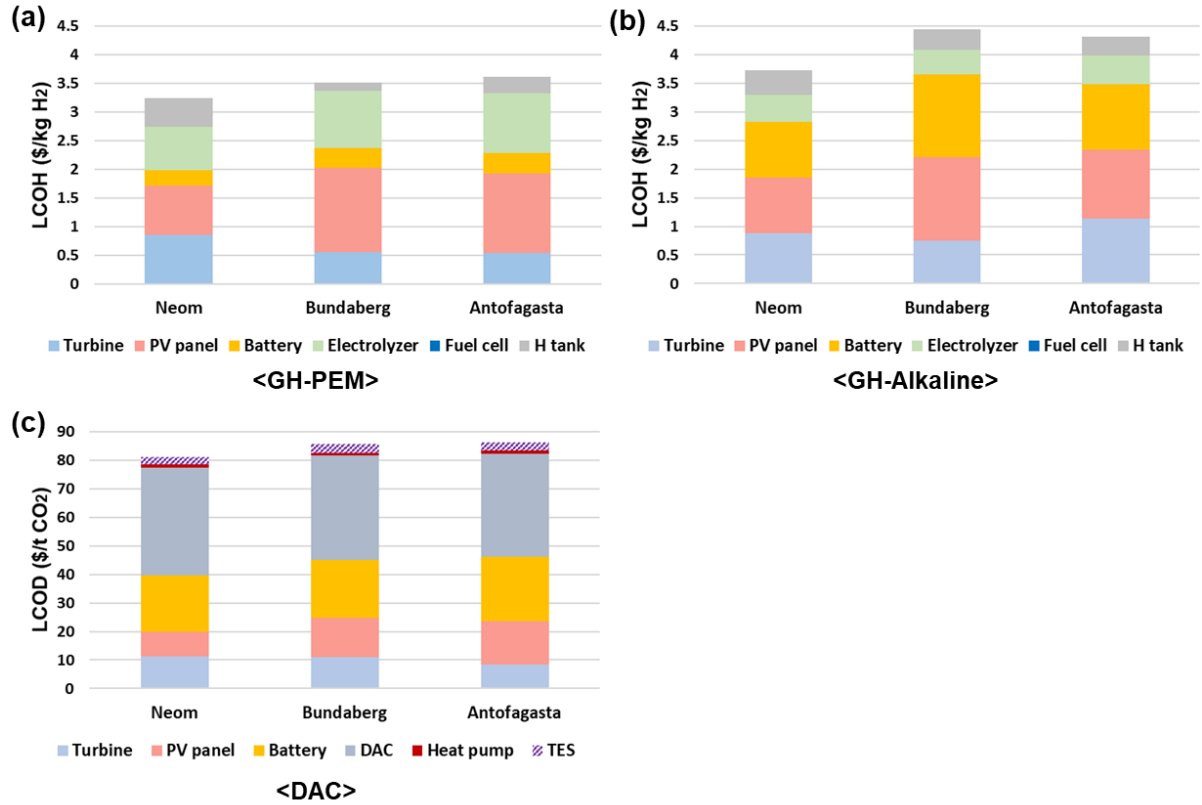 (a)
LCOH ($/kg H2)
4.5
4
3.5
3
2.5
2
1.5
1
0.5
0
Neom Bundaberg Antofagasta
Turbine PV panel Battery Electrolyzer Fuel cell H tank
<GH-PEM>
(b)
LCOH ($/kg H2)
4.5
4
3.5
3
2.5
2
1.5
1
0.5
0
Neom Bundaberg Antofagasta
Turbine PV panel Battery Electrolyzer Fuel cell H tank
<GH-Alkaline>
(c)
LCOD ($/t CO2)
90
80
70
60
50
40
30
20
10
0
Neom Bundaberg Antofagasta
Turbine PV panel Battery DAC Heat pump TES
<DAC>